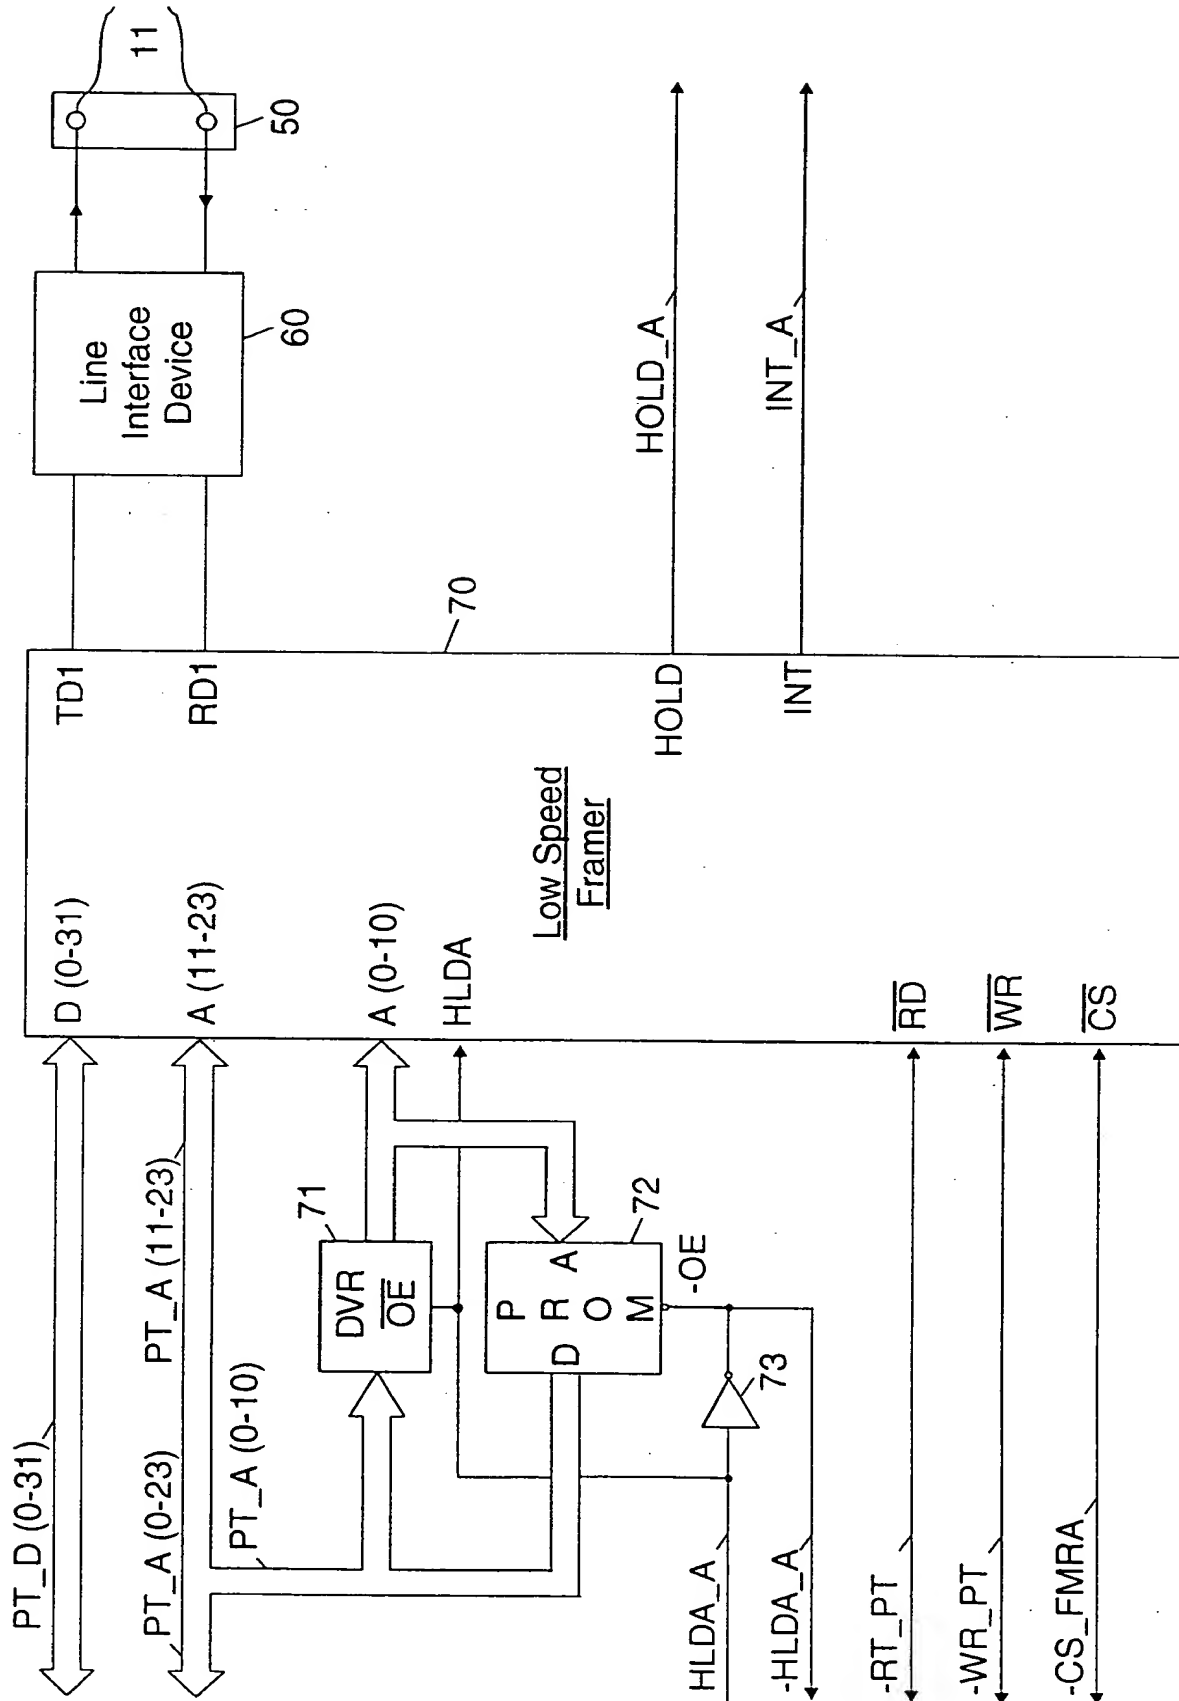 PT_D (0-31)
PT_A (0-23)
PT_A (11-23)
PT_A (0-10)
D (0-31)
A (11-23)
A (0-10)
HLDA
TD1
RD1
Line
Interface
Device
60
50
11
70
Low Speed
Framer
HOLD
HOLD_A
INT
INT_A
71
DVR
OE
72
P
D R A
O
M
-OE
73
HLDA_A
-HLDA_A
-RT_PT
RD
-WR_PT
WR
-CS_FMRA
CS